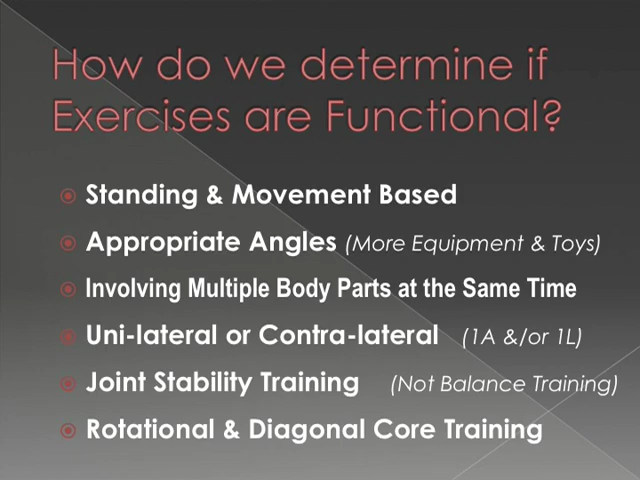 How do we determine if
Exercises are Functional?
Standing & Movement Based
Appropriate Angles (More Equipment & Toys)
Involving Multiple Body Parts at the Same Time
Uni-lateral or Contra-lateral (1A &/or 1L)
Joint Stability Training (Not Balance Training)
Rotational & Diagonal Core Training